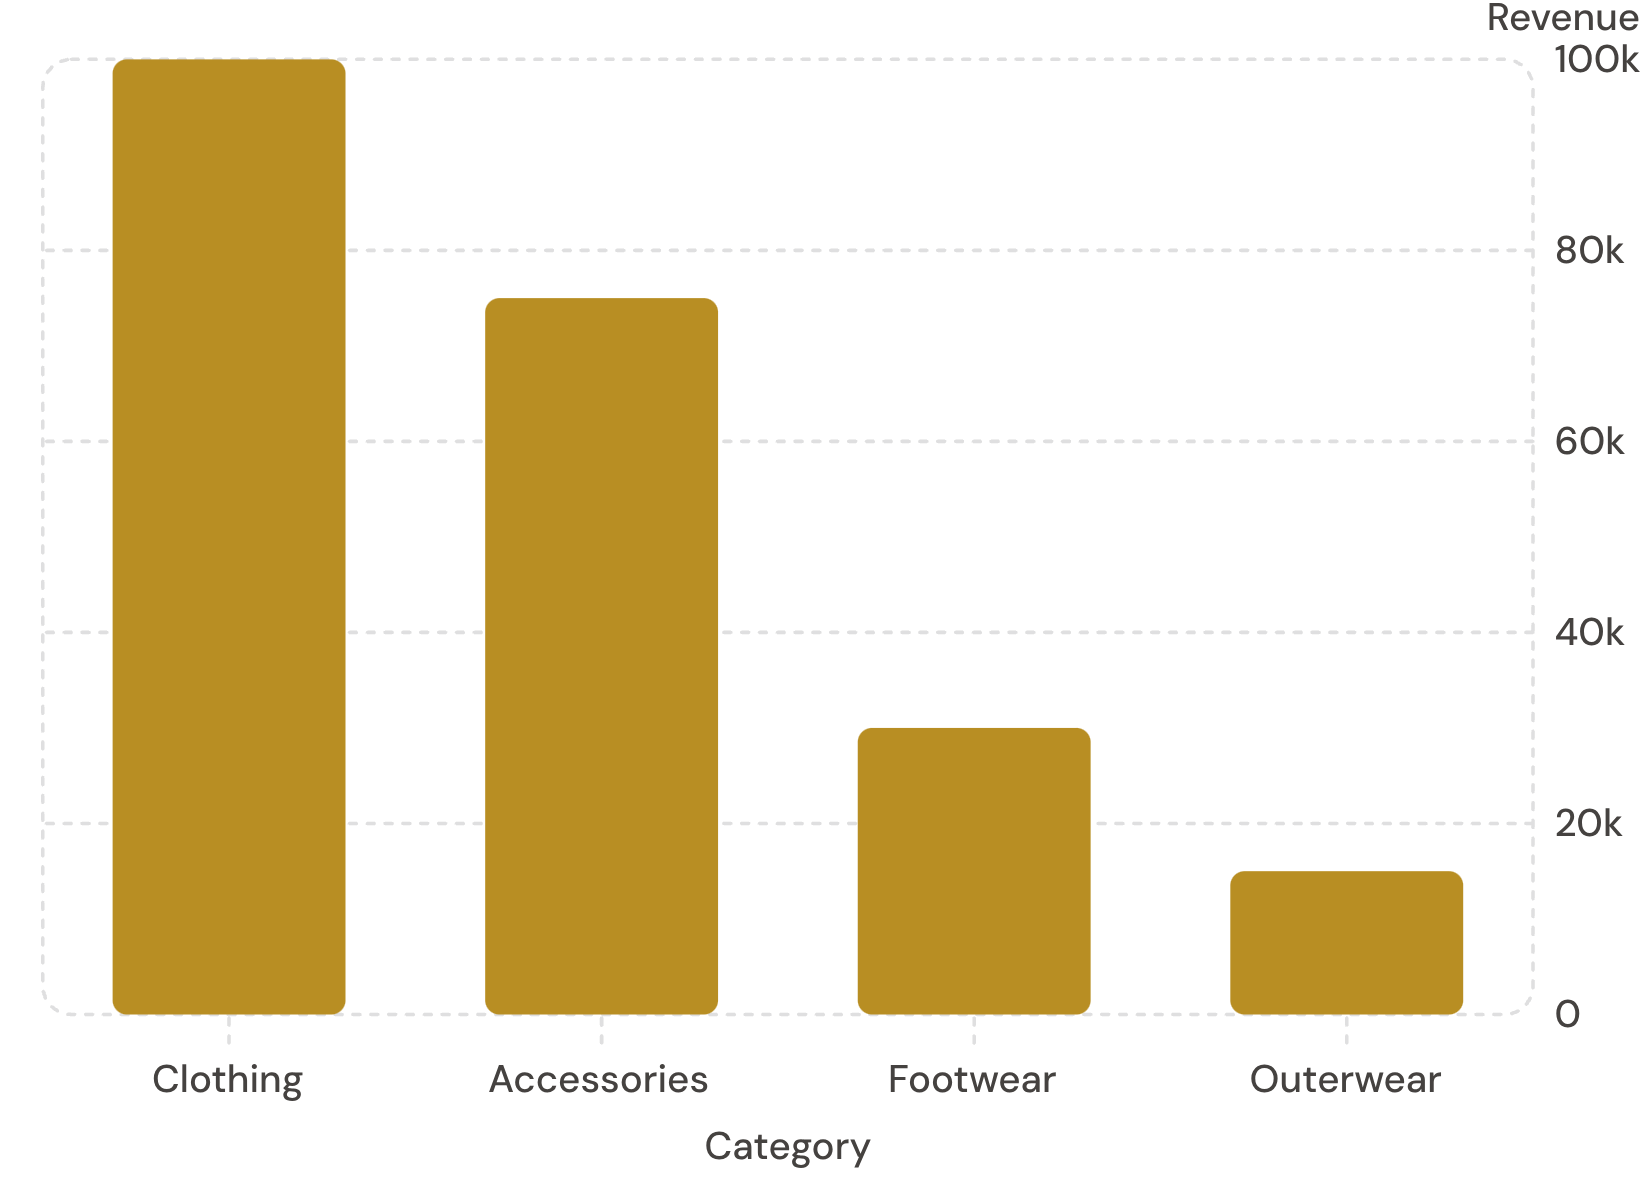 Revenue
100k
80k
60k
40k
20k
0
Clothing Accessories Footwear Outerwear
Category